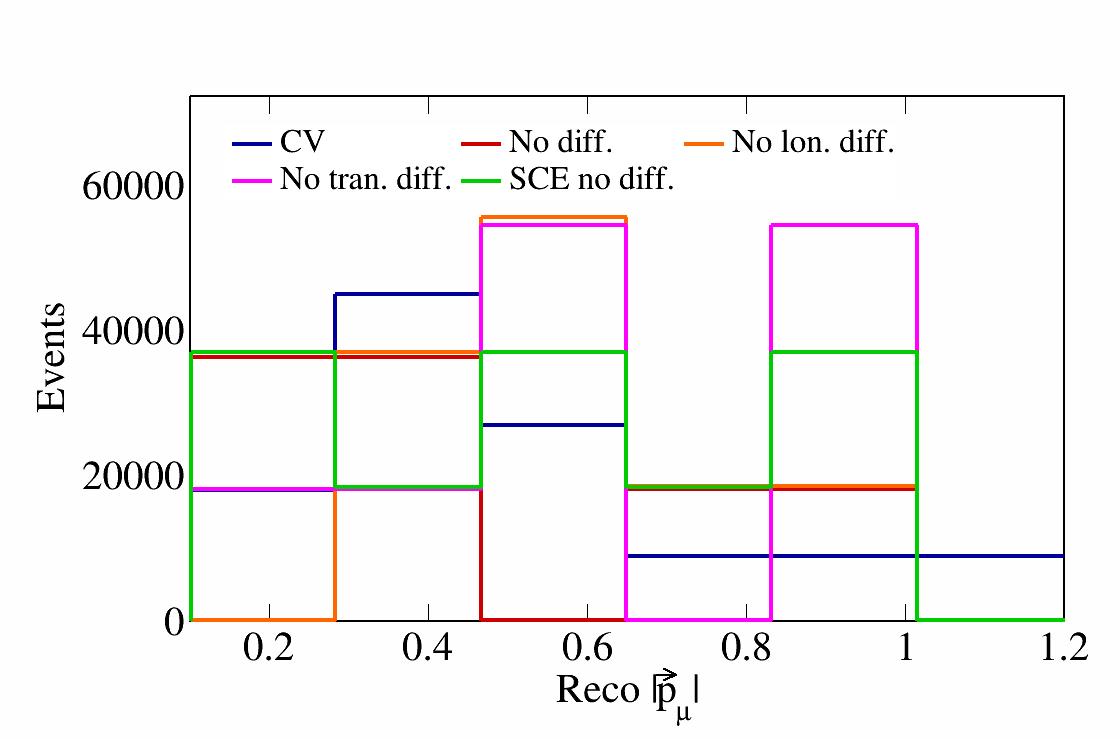 CV No diff. No lon. diff.
No tran. diff. SCE no diff.
60000
40000
20000
0
Events
0.2 0.4 0.6 0.8 1 1.2
Reco |p⃗_μ|